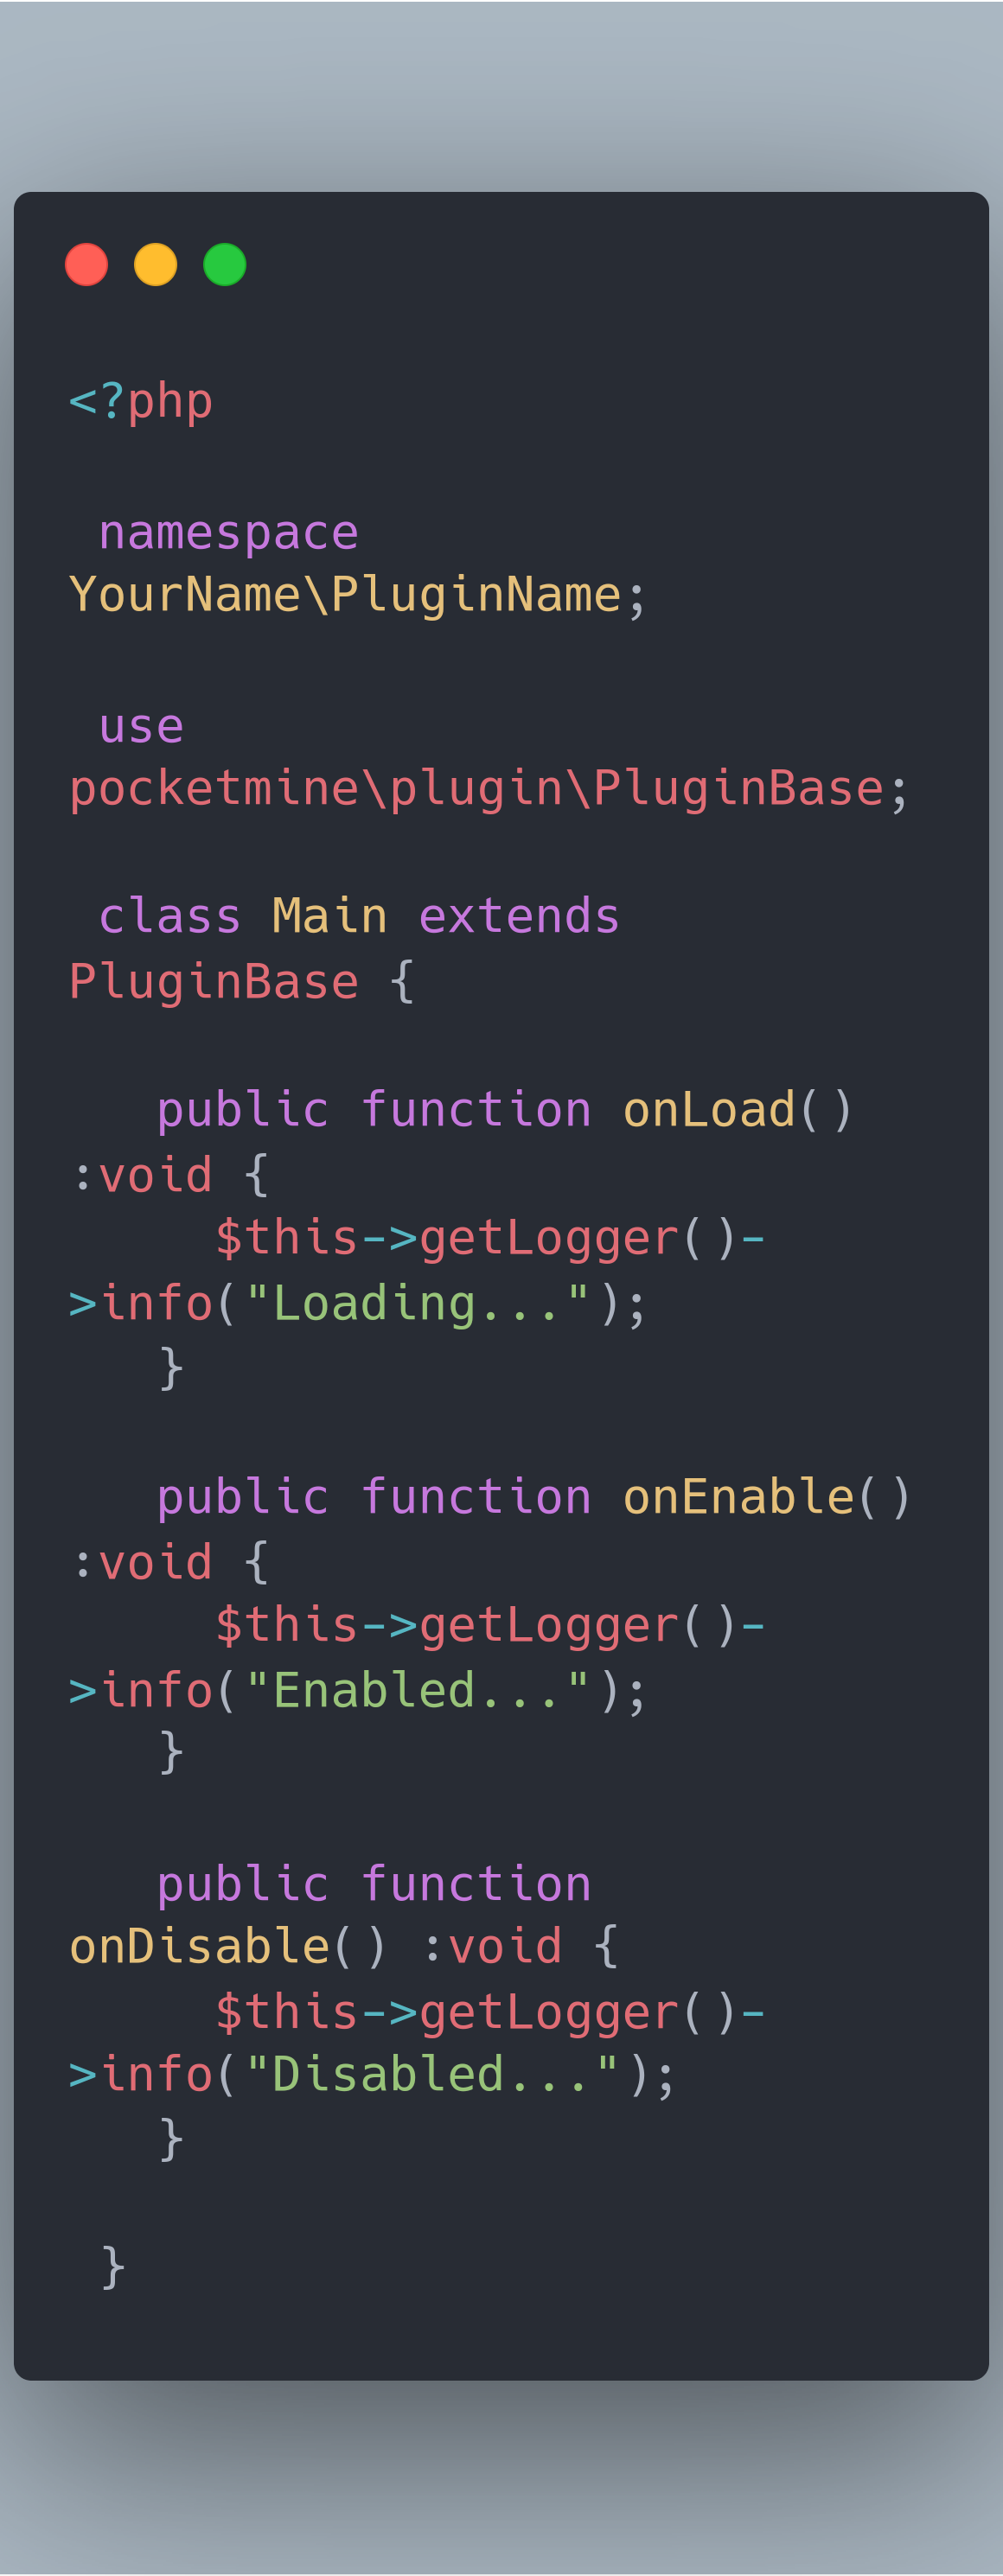 <?php
namespace
YourName\PluginName;
use
pocketmine\plugin\PluginBase;
class Main extends
PluginBase {
public function onLoad()
:void {
$this->getLogger()-
>info("Loading...");
}
public function onEnable()
:void {
$this->getLogger()-
>info("Enabled...");
}
public function
onDisable() :void {
$this->getLogger()-
>info("Disabled...");
}
}